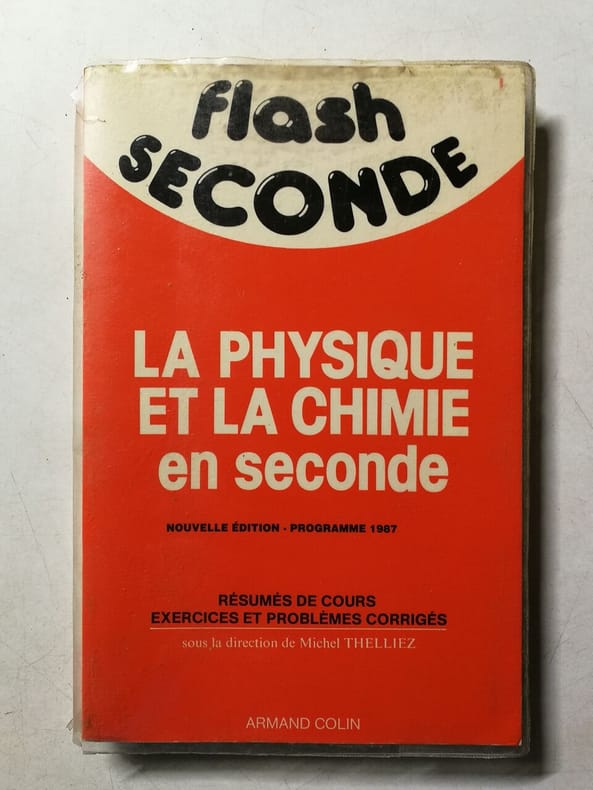 flash
SECONDE
LA PHYSIQUE
ET LA CHIMIE
en seconde
NOUVELLE ÉDITION - PROGRAMME 1987
RÉSUMÉS DE COURS
EXERCICES ET PROBLÈMES CORRIGÉS
sous la direction de Michel THELLIEZ
ARMAND COLIN